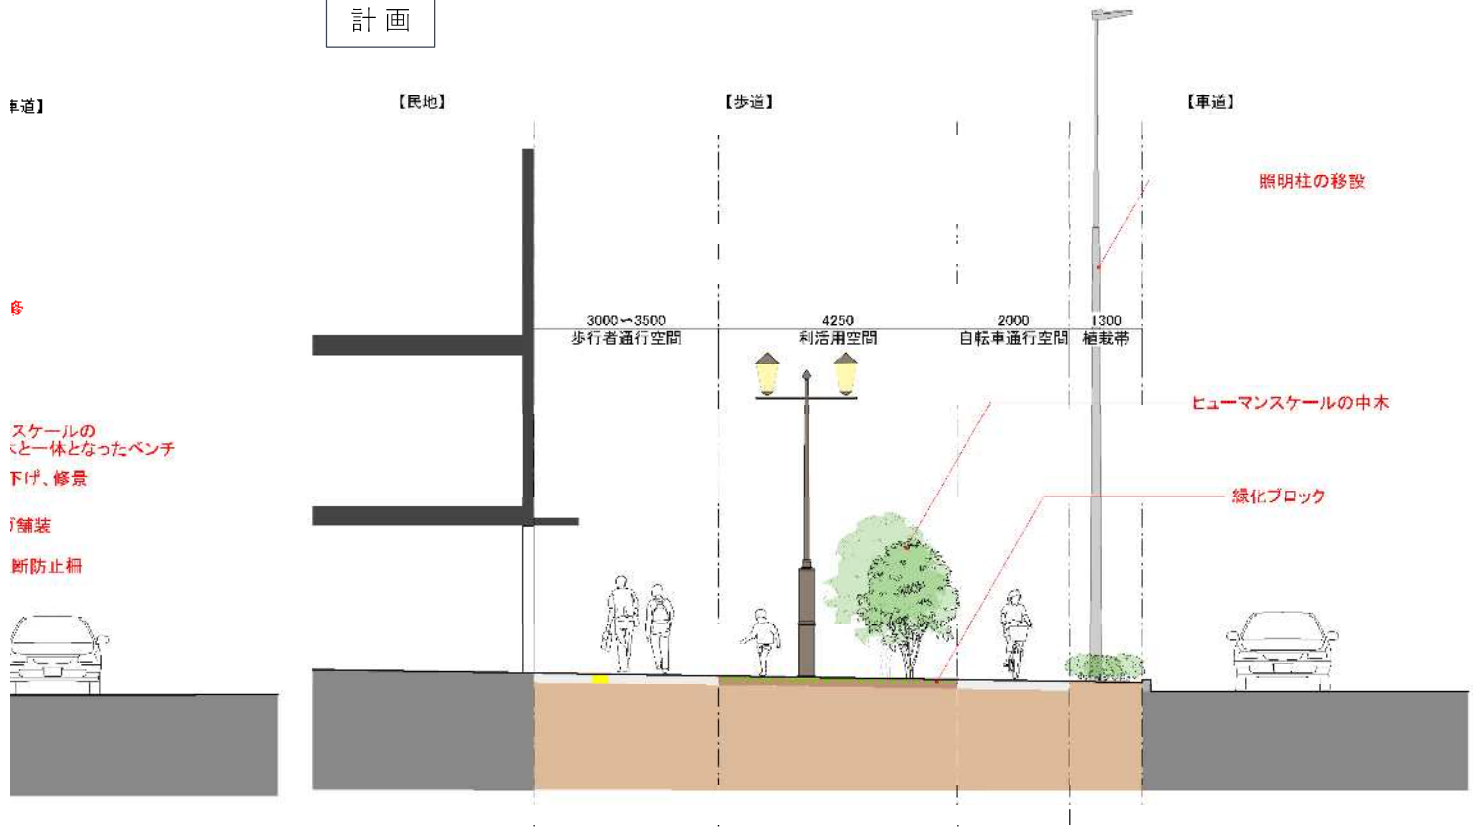 計画
車道】
【民地】
【歩道】
【車道】
照明柱の移設
3000~3500
歩行者通行空間
4250
利活用空間
2000
自転車通行空間
1300
植栽帯
ヒューマンスケールの中木
緑化ブロック
スケールの
と一体となったベンチ
下げ、修景
舗装
断防止柵